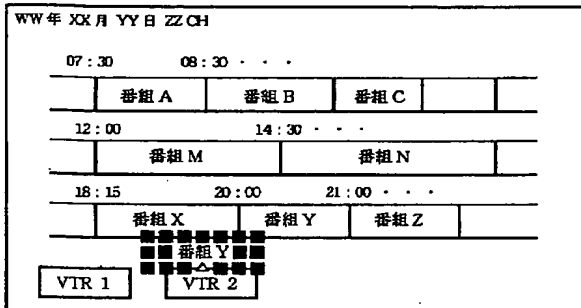 WW年 XX月 YY日 ZZ CH
07:30 08:30 · · ·
番組A 番組B 番組C
12:00 14:30 · · ·
番組M 番組N
18:15 20:00 21:00 · · ·
番組X 番組Y 番組Z
番組Y
VTR 1 VTR 2